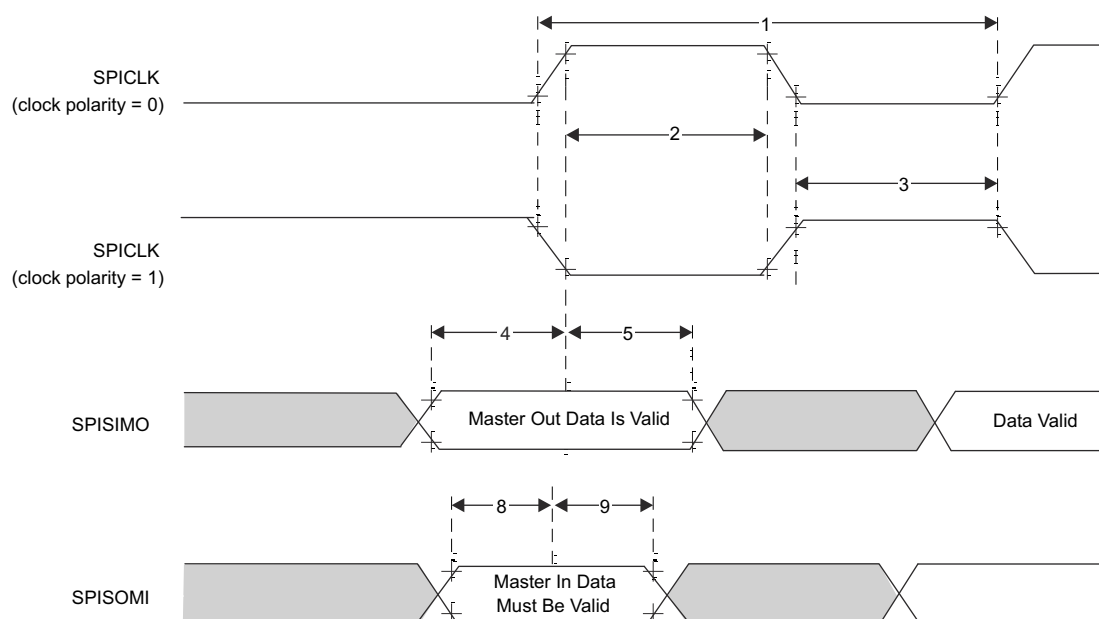 1
SPICLK
(clock polarity = 0)
2
3
SPICLK
(clock polarity = 1)
4
5
SPISIMO
Master Out Data Is Valid
Data Valid
8
9
SPISOMI
Master In Data
Must Be Valid